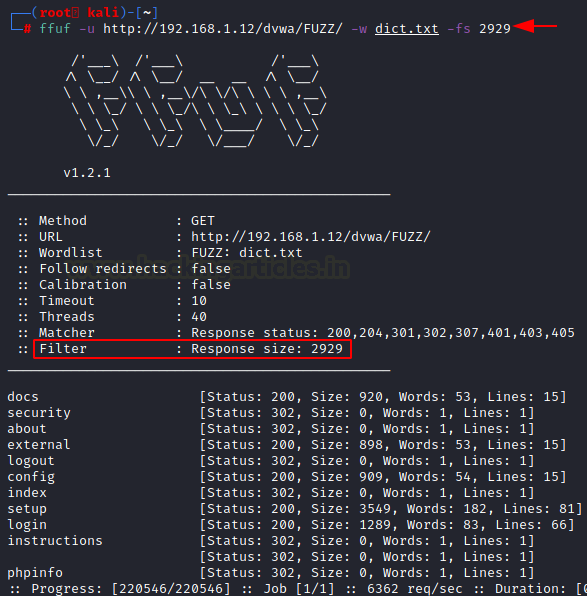 (root kali)-[~]
# ffuf -u http://192.168.1.12/dvwa/FUZZ/ -w dict.txt -fs 2929
v1.2.1
:: Method : GET
:: URL : http://192.168.1.12/dvwa/FUZZ/
:: Wordlist : FUZZ: dict.txt
:: Follow redirects : false
:: Calibration : false
:: Timeout : 10
:: Threads : 40
:: Matcher : Response status: 200,204,301,302,307,401,403,405
:: Filter : Response size: 2929
docs [Status: 200, Size: 920, Words: 53, Lines: 15]
security [Status: 302, Size: 0, Words: 1, Lines: 1]
about [Status: 302, Size: 0, Words: 1, Lines: 1]
external [Status: 200, Size: 898, Words: 53, Lines: 15]
logout [Status: 302, Size: 0, Words: 1, Lines: 1]
config [Status: 200, Size: 909, Words: 54, Lines: 15]
index [Status: 302, Size: 0, Words: 1, Lines: 1]
setup [Status: 200, Size: 3549, Words: 182, Lines: 81]
login [Status: 200, Size: 1289, Words: 83, Lines: 66]
instructions [Status: 302, Size: 0, Words: 1, Lines: 1]
[Status: 302, Size: 0, Words: 1, Lines: 1]
phpinfo [Status: 302, Size: 0, Words: 1, Lines: 1]
:: Progress: [220546/220546] :: Job [1/1] :: 6362 req/sec :: Duration: [0